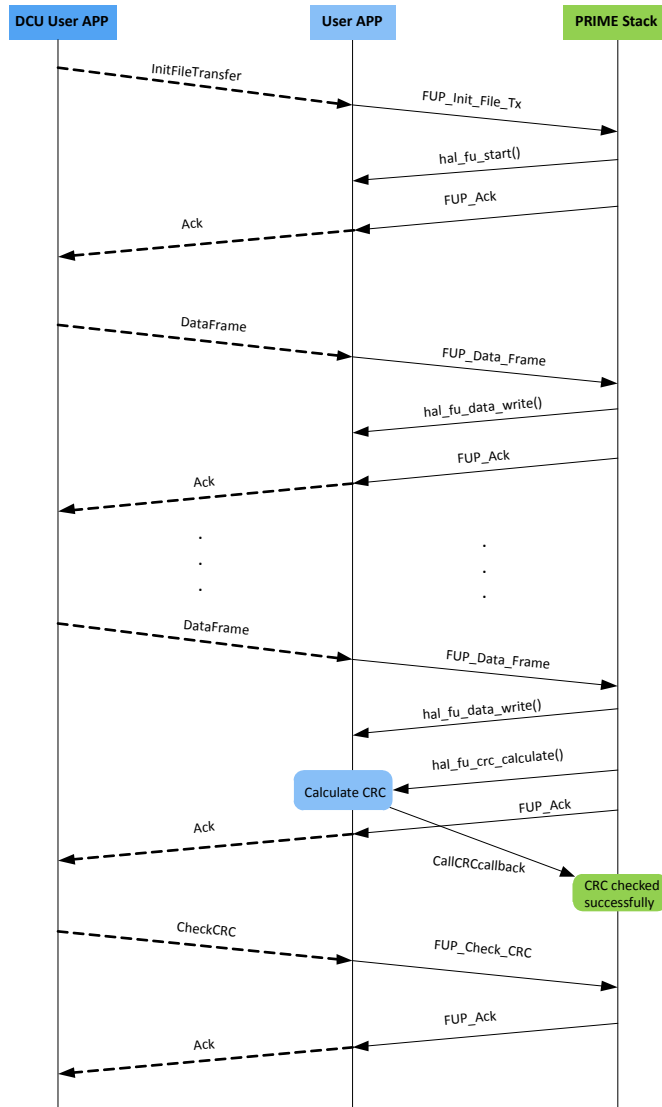 DCU User APP
User APP
PRIME Stack
InitFileTransfer
FUP_Init_File_Tx
hal_fu_start()
FUP_Ack
Ack
DataFrame
FUP_Data_Frame
hal_fu_data_write()
FUP_Ack
Ack
.
.
.
.
.
.
DataFrame
FUP_Data_Frame
hal_fu_data_write()
hal_fu_crc_calculate()
Calculate CRC
FUP_Ack
Ack
CallCRCcallback
CRC checked
successfully
CheckCRC
FUP_Check_CRC
FUP_Ack
Ack